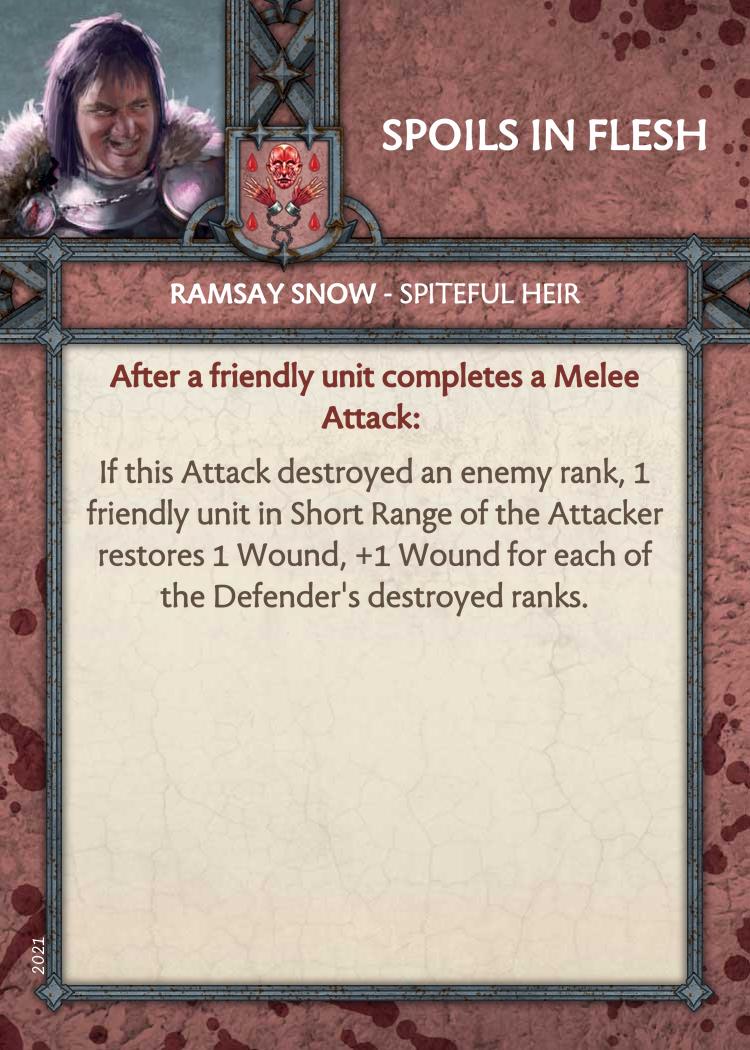 SPOILS IN FLESH
RAMSAY SNOW - SPITEFUL HEIR
After a friendly unit completes a Melee
Attack:
If this Attack destroyed an enemy rank, 1
friendly unit in Short Range of the Attacker
restores 1 Wound, +1 Wound for each of
the Defender's destroyed ranks.
2021